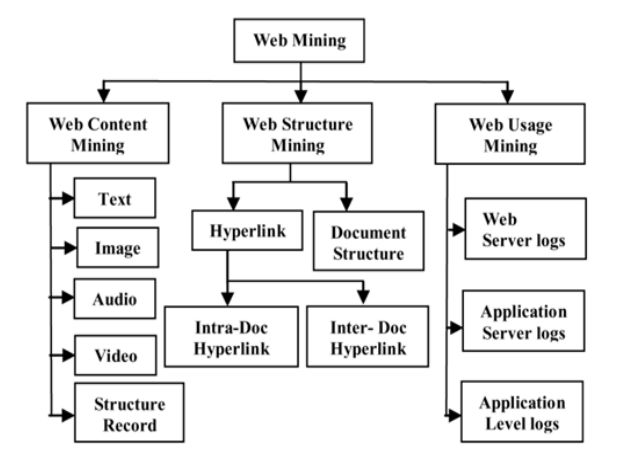 Web Mining
Web Content
Mining
Web Structure
Mining
Web Usage
Mining
Text
Image
Audio
Video
Structure
Record
Hyperlink
Document
Structure
Intra-Doc
Hyperlink
Inter- Doc
Hyperlink
Web
Server logs
Application
Server logs
Application
Level logs